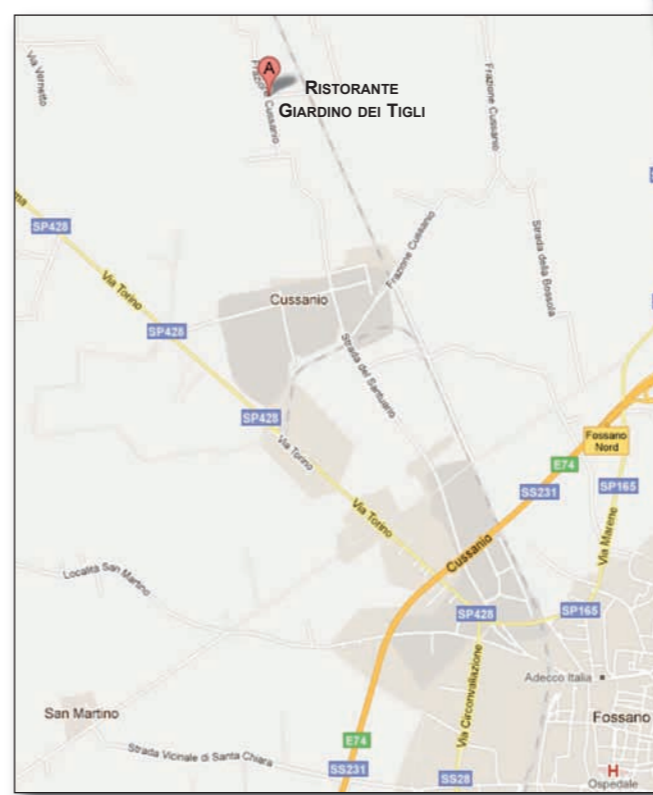 A
RISTORANTE
GIARDINO DEI TIGLI
Via Vernetto
Frazione Cussanio
Frazione Cussanio
ma
SP428
Via Torino
Frazione Cussanio
Strada della Bossola
Cussanio
SP428
Strada del Santuario
SP428
Via Torino
Fossano
Nord
E74
SS231
SP165
Via Torino
Via Marene
Cussanio
Località San Martino
SP428
SP165
Adecco Italia
Via Circonvallazione
San Martino
Fossano
E74
Strada Vicinale di Santa Chiara
SS231
SS28
H
Ospedale